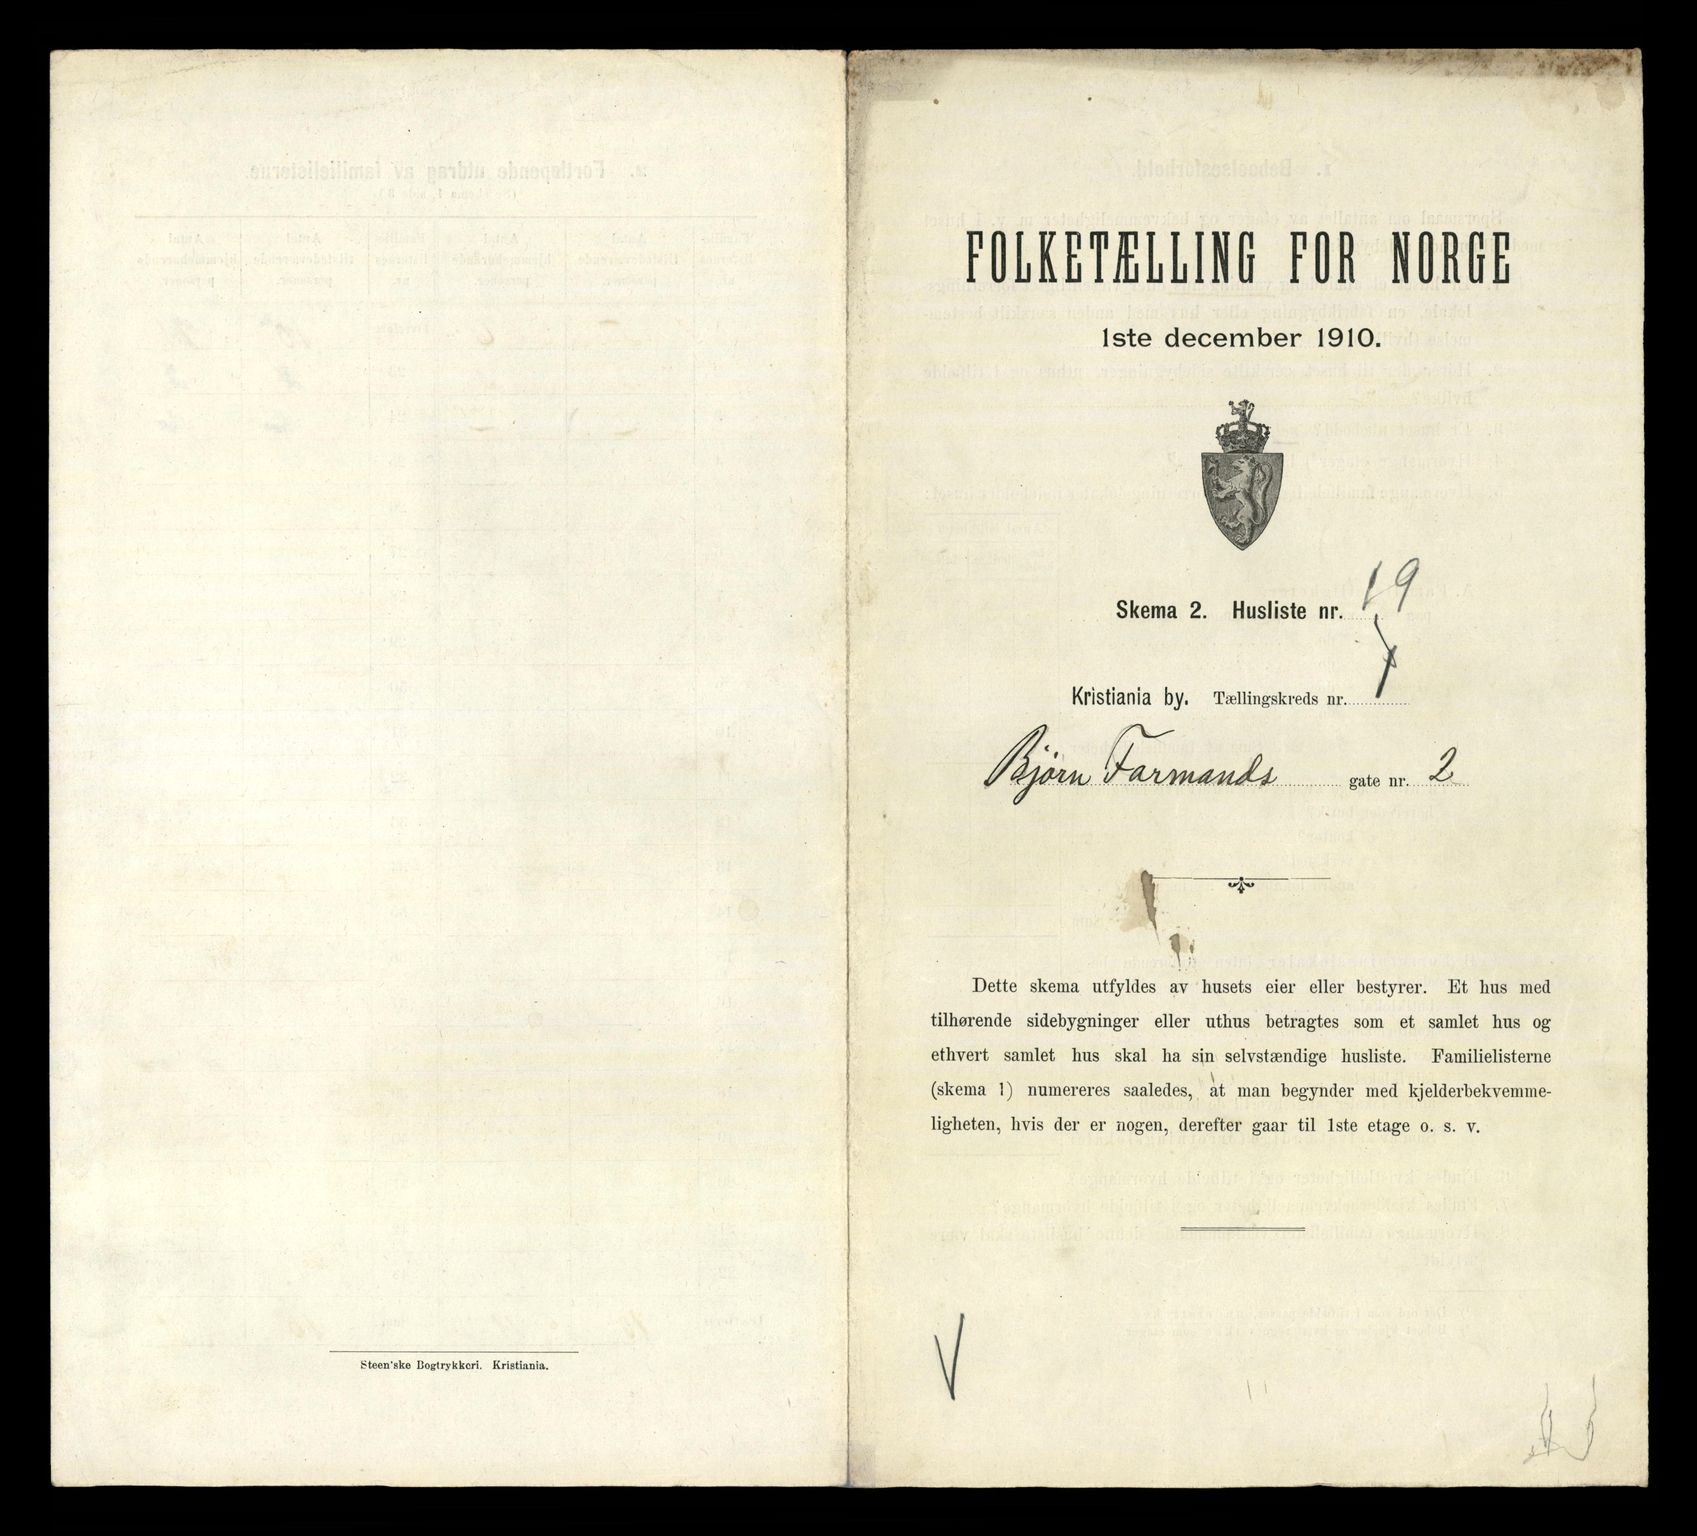 Steen'ske Bogtrykkeri. Kristiania.
FOLKETÆLLING FOR NORGE
1ste december 1910.
Skema 2. Husliste nr. 19
Kristiania by. Tællingskreds nr.
Bjørn Farmands gate nr. 2
Dette skema utfyldes av husets eier eller bestyrer. Et hus med
tilhørende sidebygninger eller uthus betragtes som et samlet hus og
ethvert samlet hus skal ha sin selvstændige husliste. Familielisterne
(skema 1) numereres saaledes, at man begynder med kjelderbekvemme-
ligheten, hvis der er nogen, derefter gaar til 1ste etage o. s. v.